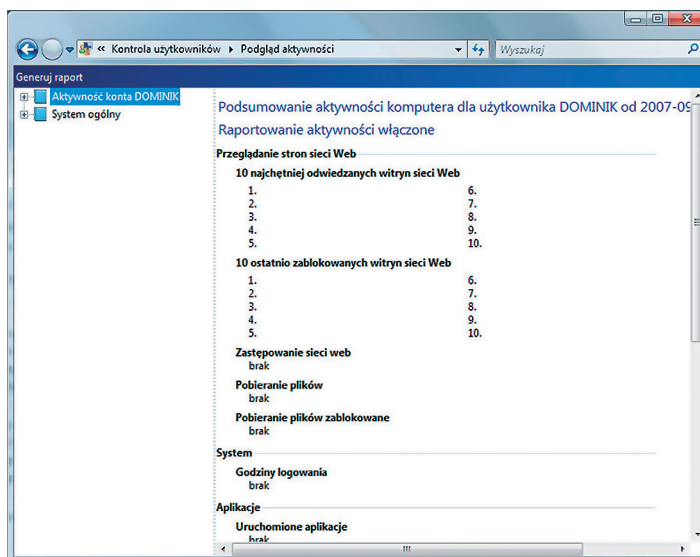 « Kontrola użytkowników Podgląd aktywności
Wyszukaj
Generuj raport
Aktywność konta DOMINIK
System ogólny
Podsumowanie aktywności komputera dla użytkownika DOMINIK od 2007-09
Raportowanie aktywności włączone
Przeglądanie stron sieci Web
10 najchętniej odwiedzanych witryn sieci Web
1. 6.
2. 7.
3. 8.
4. 9.
5. 10.
10 ostatnio zablokowanych witryn sieci Web
1. 6.
2. 7.
3. 8.
4. 9.
5. 10.
Zastępowanie sieci web
brak
Pobieranie plików
brak
Pobieranie plików zablokowane
brak
System
Godziny logowania
brak
Aplikacje
Uruchomione aplikacje
brak